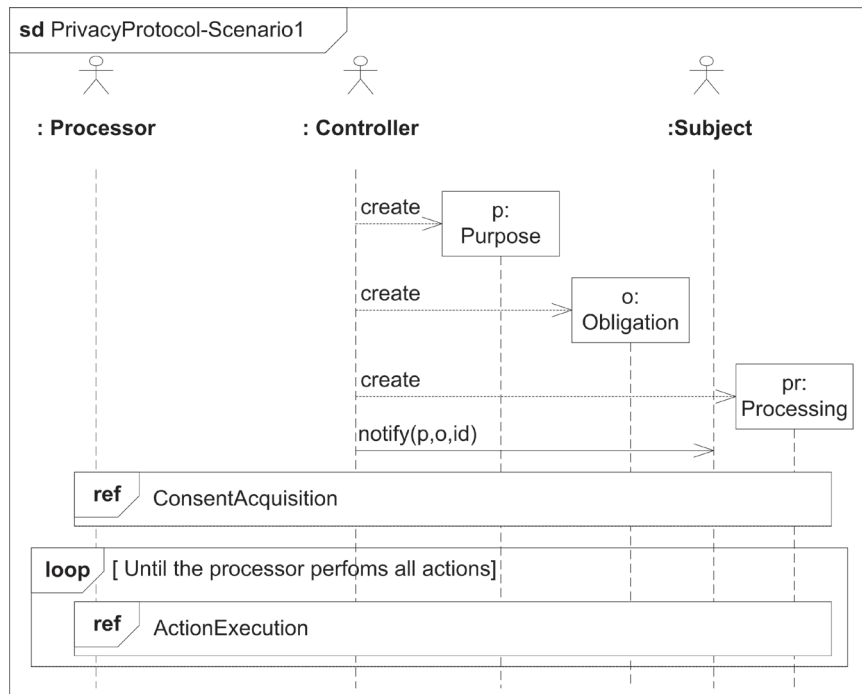 sd PrivacyProtocol-Scenario1
: Processor
: Controller
:Subject
create
p:
Purpose
create
o:
Obligation
create
pr:
Processing
notify(p,o,id)
ref ConsentAcquisition
loop [ Until the processor perfoms all actions]
ref ActionExecution